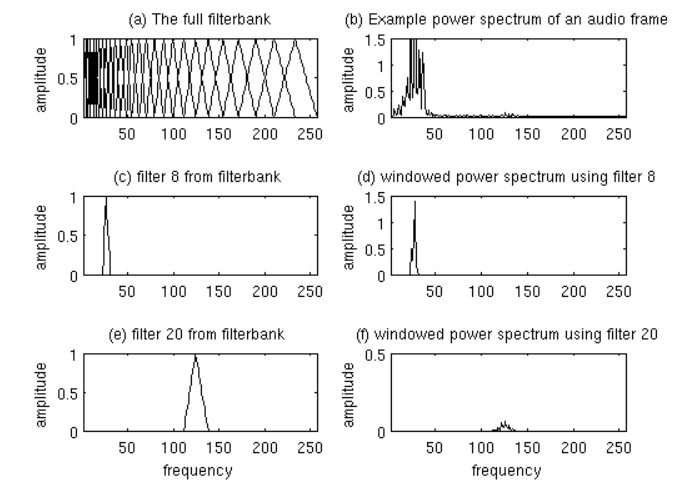 (a) The full filterbank
1
0.5
0
amplitude
50 100 150 200 250
(b) Example power spectrum of an audio frame
1.5
1
0.5
0
amplitude
50 100 150 200 250
(c) filter 8 from filterbank
1
0.5
0
amplitude
50 100 150 200 250
(d) windowed power spectrum using filter 8
1.5
1
0.5
0
amplitude
50 100 150 200 250
(e) filter 20 from filterbank
1
0.5
0
amplitude
50 100 150 200 250
frequency
(f) windowed power spectrum using filter 20
0.5
0
amplitude
50 100 150 200 250
frequency